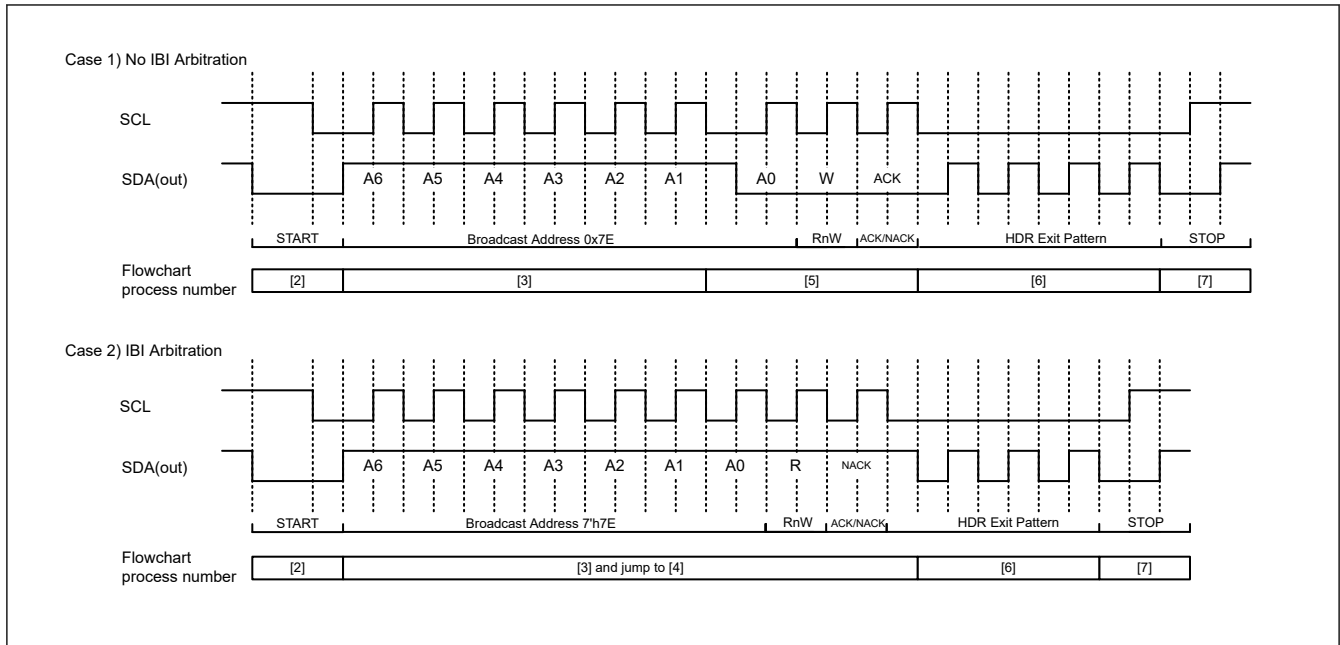 Case 1) No IBI Arbitration
SCL
SDA(out)
A6 A5 A4 A3 A2 A1 A0 W ACK
START Broadcast Address 0x7E RnW ACK/NACK HDR Exit Pattern STOP
Flowchart
process number
[2] [3] [5] [6] [7]
Case 2) IBI Arbitration
SCL
SDA(out)
A6 A5 A4 A3 A2 A1 A0 R NACK
START Broadcast Address 7'h7E RnW ACK/NACK HDR Exit Pattern STOP
Flowchart
process number
[2] [3] and jump to [4] [6] [7]